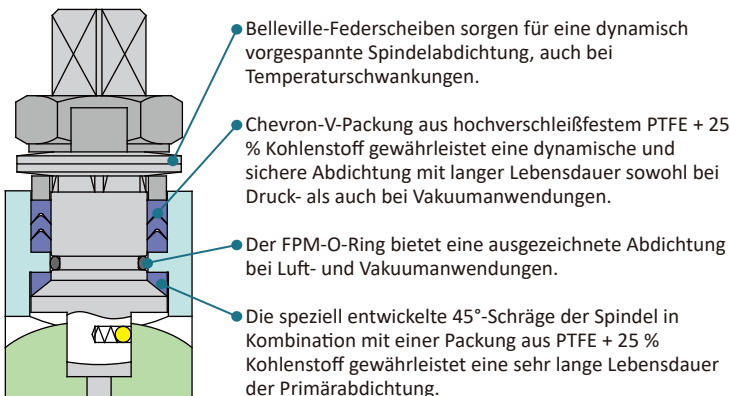 Belleville-Federscheiben sorgen für eine dynamisch
vorgespannte Spindelabdichtung, auch bei
Temperaturschwankungen.
Chevron-V-Packung aus hochverschleißfestem PTFE + 25
% Kohlenstoff gewährleistet eine dynamische und
sichere Abdichtung mit langer Lebensdauer sowohl bei
Druck- als auch bei Vakuumanwendungen.
Der FPM-O-Ring bietet eine ausgezeichnete Abdichtung
bei Luft- und Vakuumanwendungen.
Die speziell entwickelte 45°-Schräge der Spindel in
Kombination mit einer Packung aus PTFE + 25 %
Kohlenstoff gewährleistet eine sehr lange Lebensdauer
der Primärabdichtung.